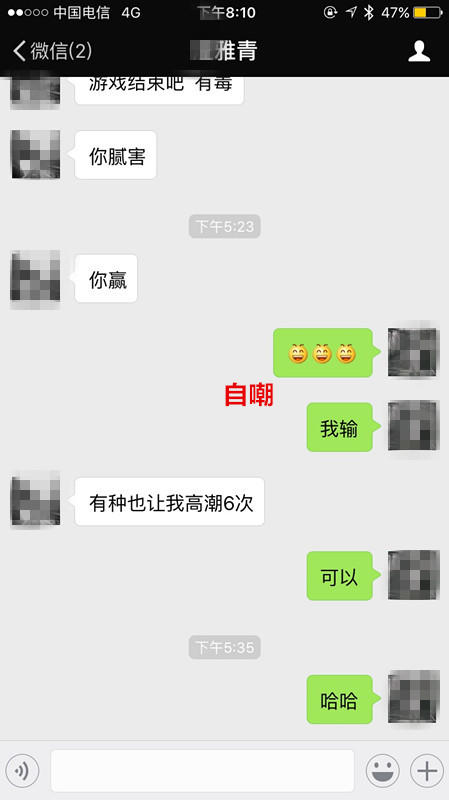 中国电信 4G 下午8:10 47%
微信(2) 雅青
游戏结束吧 有毒
你腻害
下午5:23
你赢
自嘲
我输
有种也让我高潮6次
可以
下午5:35
哈哈